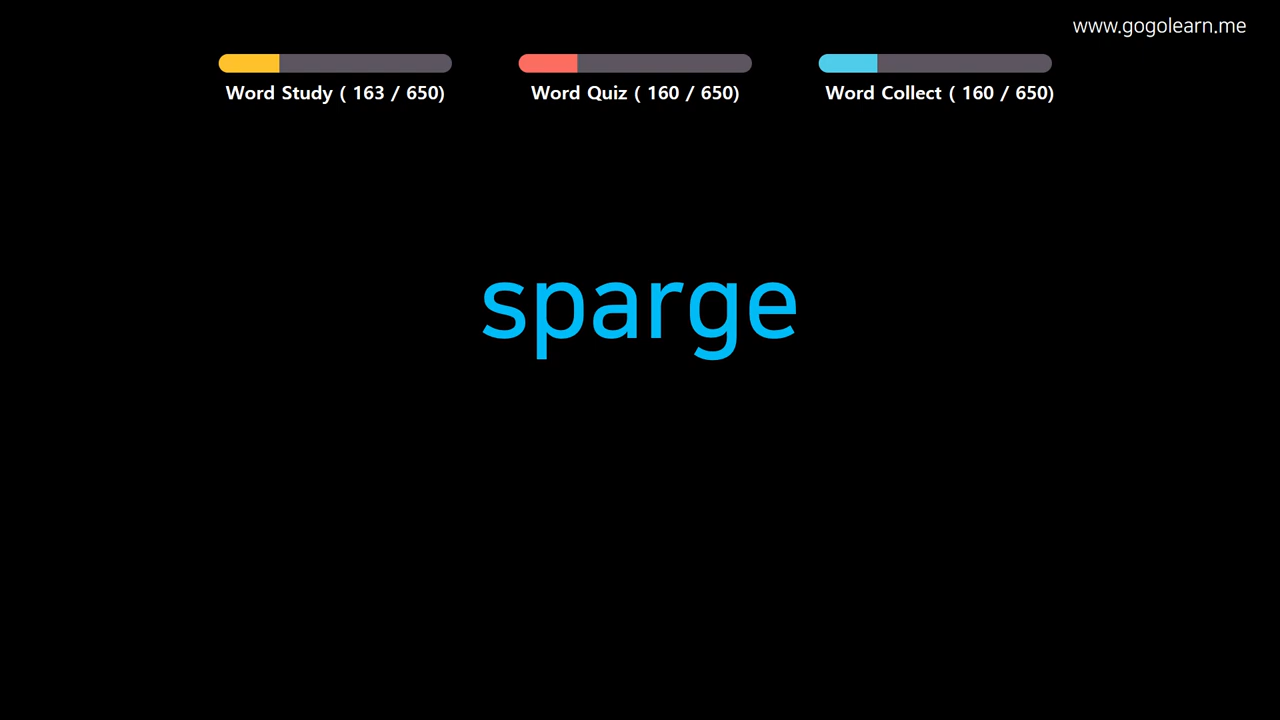 www.gogolearn.me
Word Study ( 163 / 650)
Word Quiz ( 160 / 650)
Word Collect ( 160 / 650)
sparge